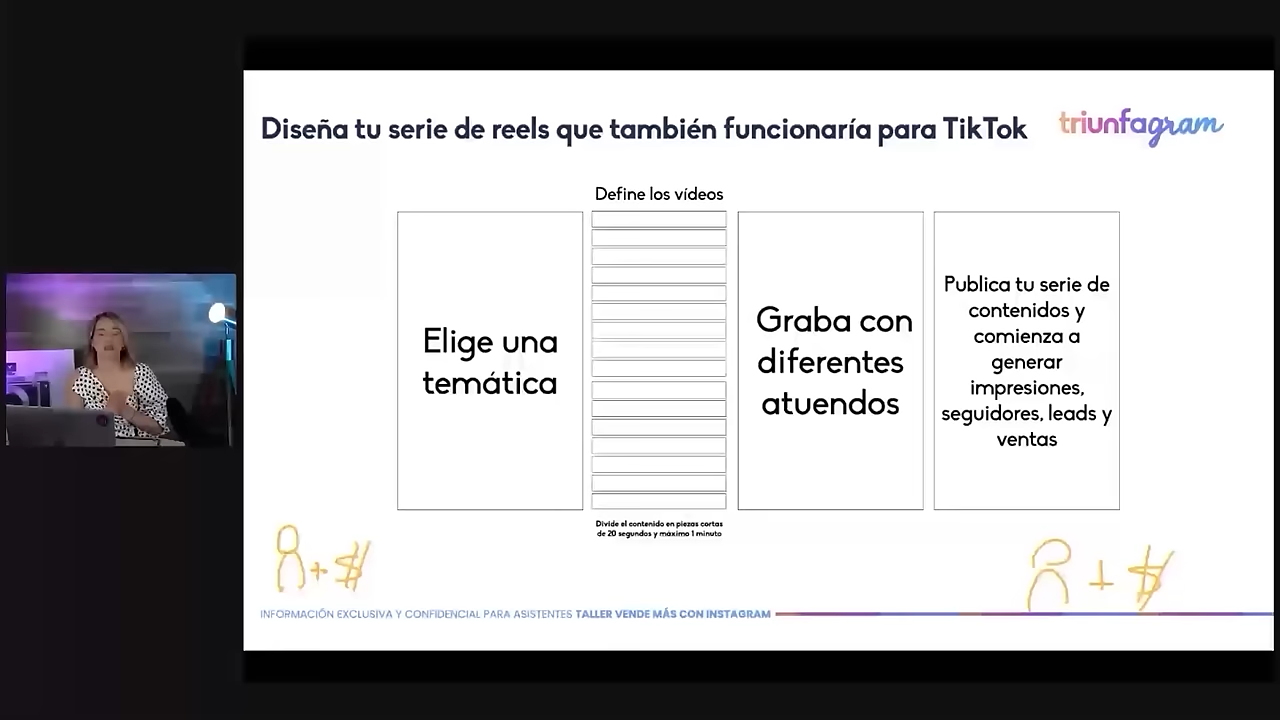 Diseña tu serie de reels que también funcionaría para TikTok
triunfagram
Define los vídeos
Elige una
temática
Graba con
diferentes
atuendos
Publica tu serie de
contenidos y
comienza a
generar
impresiones,
seguidores, leads y
ventas
Divide el contenido en piezas cortas
de 20 segundos y máximo 1 minuto
+ $
+ $
INFORMACIÓN EXCLUSIVA Y CONFIDENCIAL PARA ASISTENTES TALLER VENDE MÁS CON INSTAGRAM